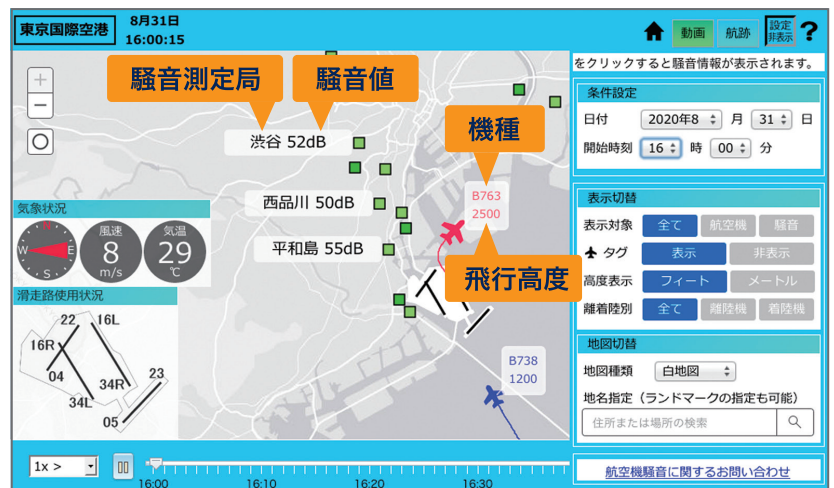 東京国際空港
8月31日
16:00:15
動画
航跡
設定
非表示
?
をクリックすると騒音情報が表示されます。
騒音測定局
騒音値
機種
飛行高度
渋谷 52dB
西品川 50dB
平和島 55dB
B763
2500
B738
1200
気象状況
N
W
E
S
風速
8
m/s
気温
29
℃
滑走路使用状況
22
16L
16R
04
34R
23
34L
05
条件設定
日付
2020年8
月
31
日
開始時刻
16
時
00
分
表示切替
表示対象
全て
航空機
騒音
タグ
表示
非表示
高度表示
フィート
メートル
離着陸別
全て
離陸機
着陸機
地図切替
地図種類
白地図
地名指定（ランドマークの指定も可能）
住所または場所の検索
航空機騒音に関するお問い合わせ
1x >
16:00
16:10
16:20
16:30